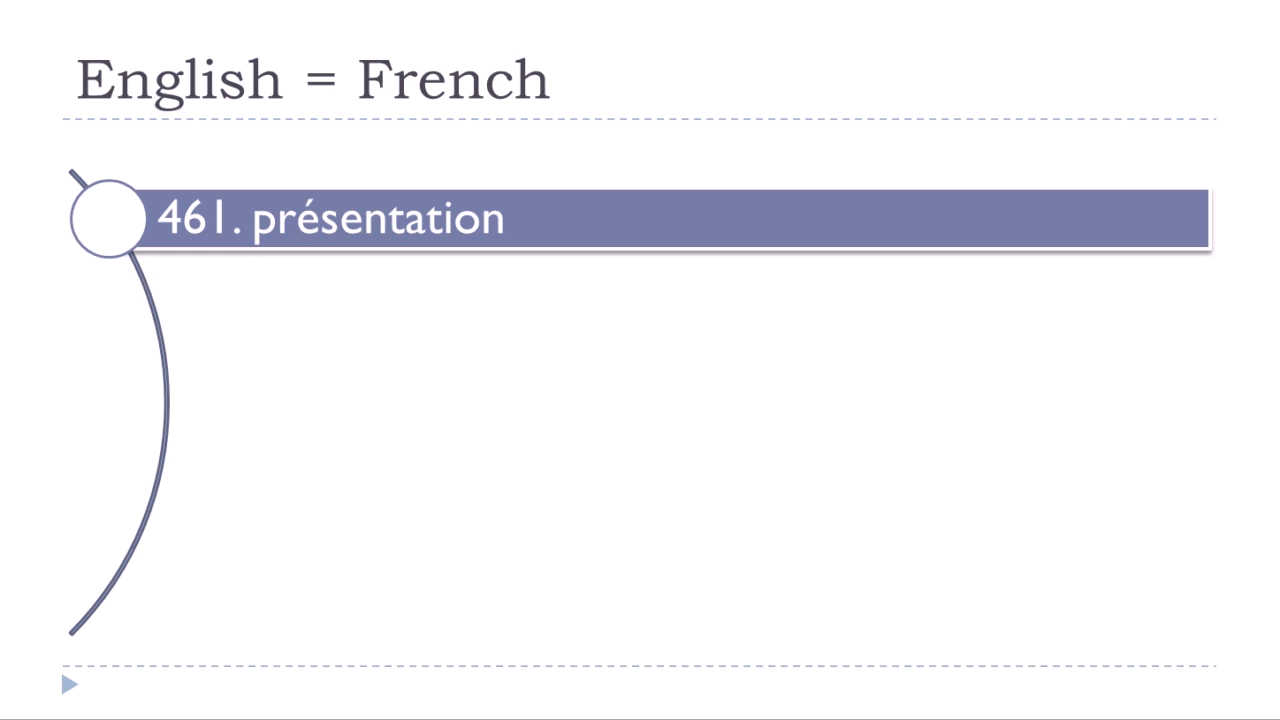 English = French
461. présentation